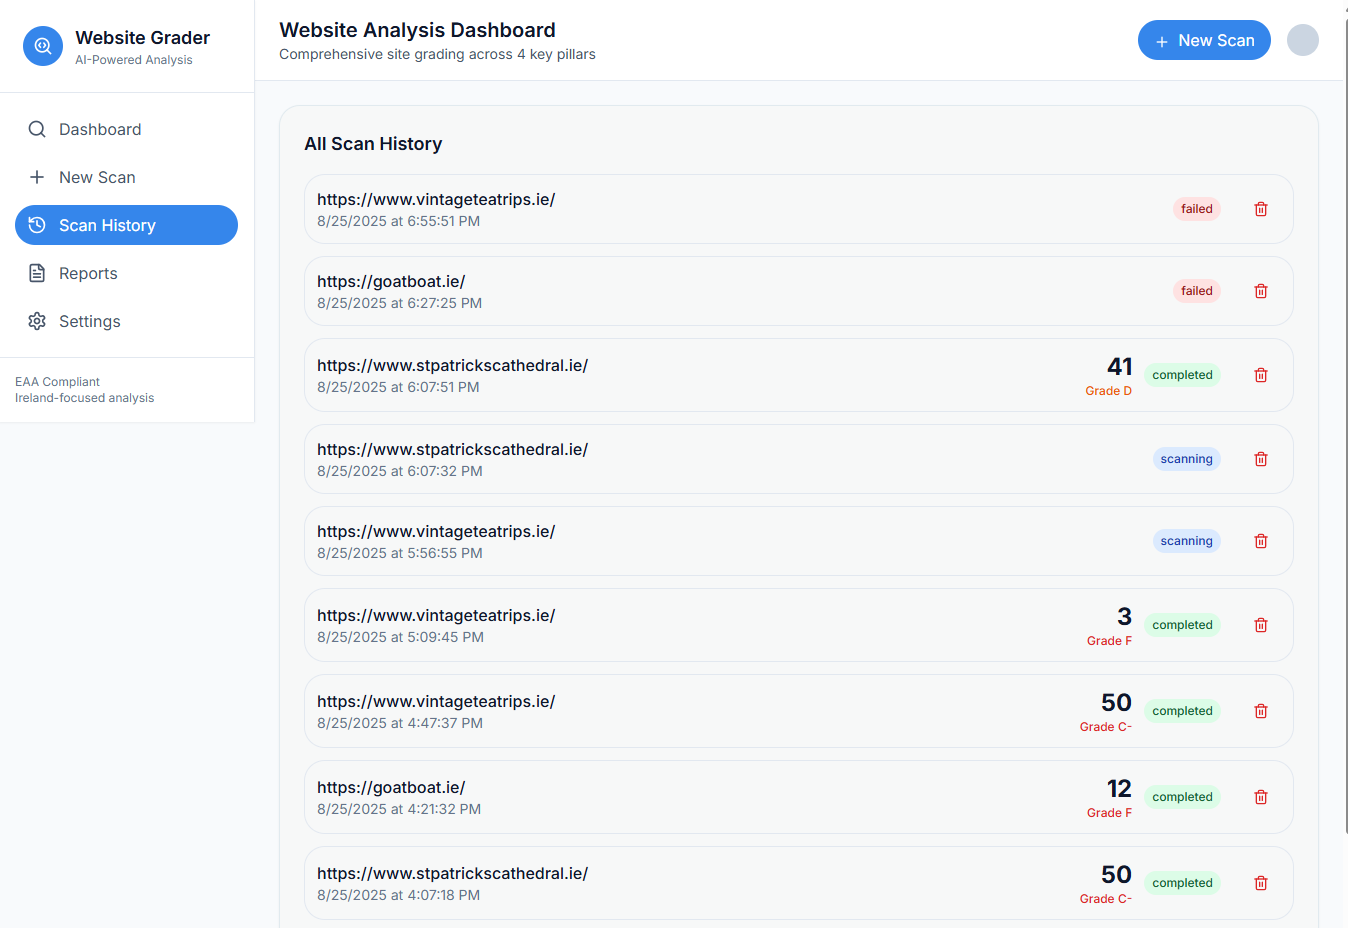 Website Grader
AI-Powered Analysis
Dashboard
New Scan
Scan History
Reports
Settings
EAA Compliant
Ireland-focused analysis
Website Analysis Dashboard
Comprehensive site grading across 4 key pillars
+ New Scan
All Scan History
https://www.vintageteatrips.ie/
8/25/2025 at 6:55:51 PM
failed
https://goatboat.ie/
8/25/2025 at 6:27:25 PM
failed
https://www.stpatrickscathedral.ie/
8/25/2025 at 6:07:51 PM
41
Grade D
completed
https://www.stpatrickscathedral.ie/
8/25/2025 at 6:07:32 PM
scanning
https://www.vintageteatrips.ie/
8/25/2025 at 5:56:55 PM
scanning
https://www.vintageteatrips.ie/
8/25/2025 at 5:09:45 PM
3
Grade F
completed
https://www.vintageteatrips.ie/
8/25/2025 at 4:47:37 PM
50
Grade C-
completed
https://goatboat.ie/
8/25/2025 at 4:21:32 PM
12
Grade F
completed
https://www.stpatrickscathedral.ie/
8/25/2025 at 4:07:18 PM
50
Grade C-
completed